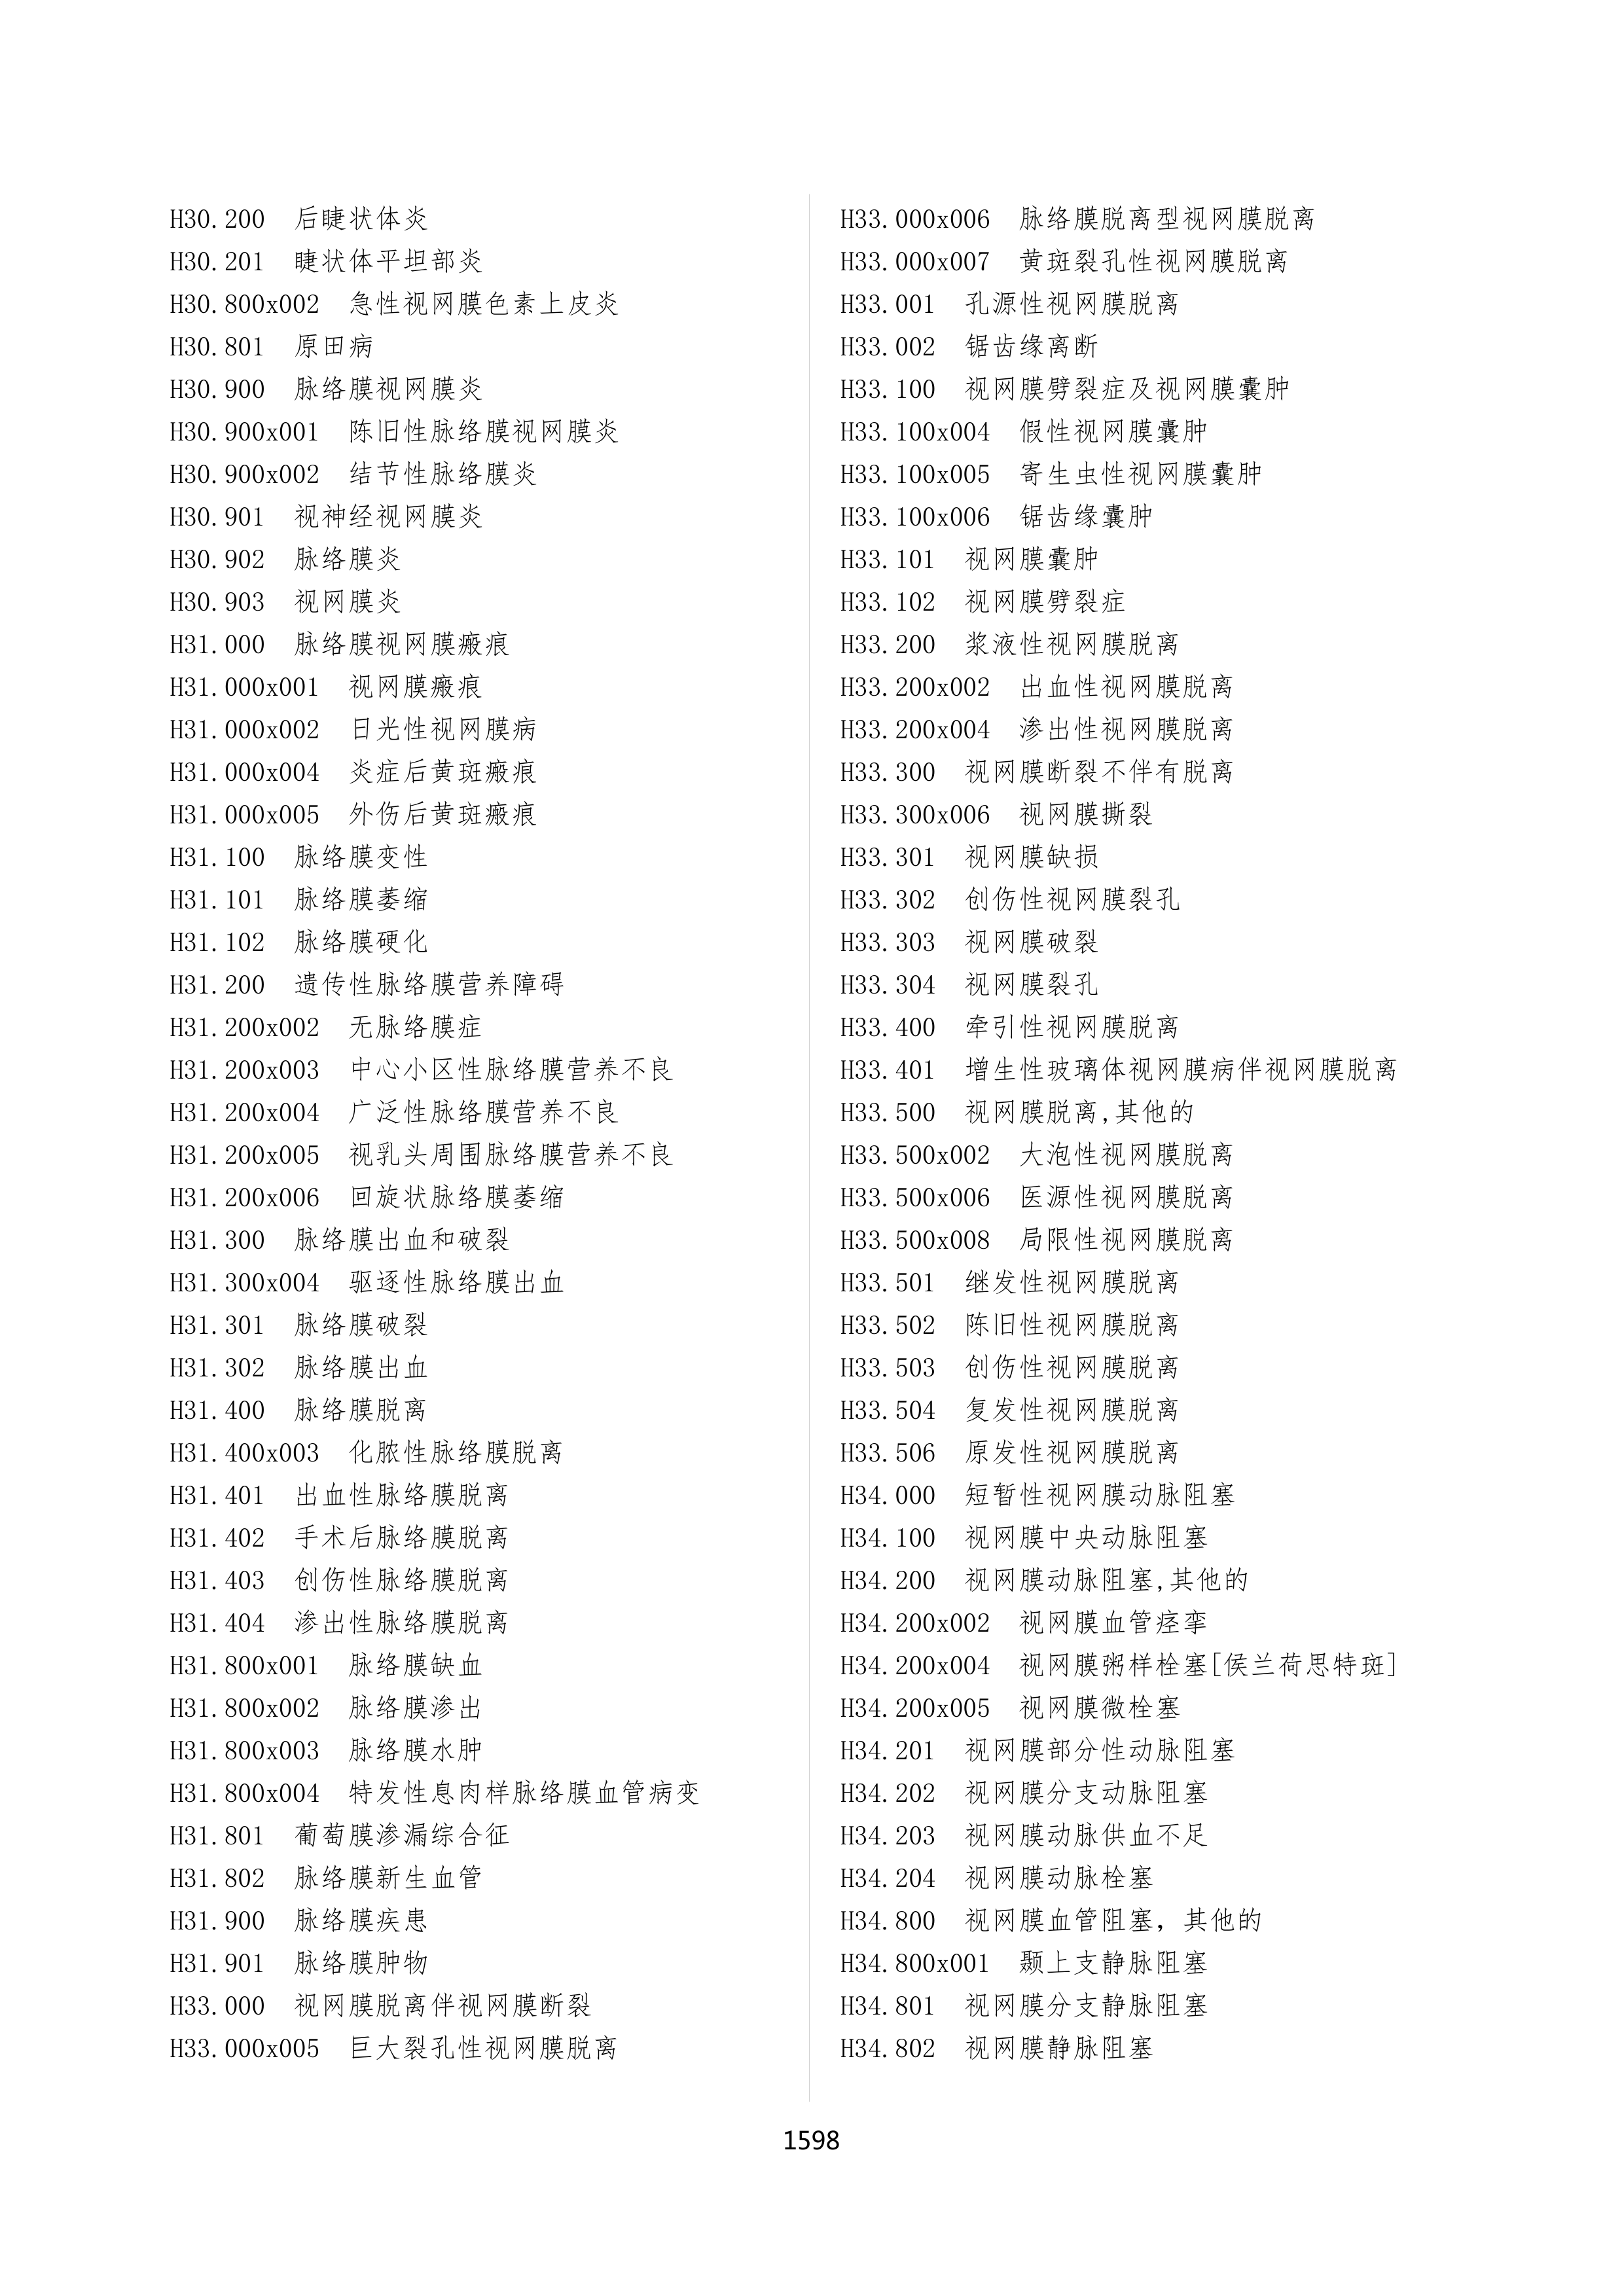 H30.200 后睫状体炎
H30.201 睫状体平坦部炎
H30.800x002 急性视网膜色素上皮炎
H30.801 原田病
H30.900 脉络膜视网膜炎
H30.900x001 陈旧性脉络膜视网膜炎
H30.900x002 结节性脉络膜炎
H30.901 视神经视网膜炎
H30.902 脉络膜炎
H30.903 视网膜炎
H31.000 脉络膜视网膜瘢痕
H31.000x001 视网膜瘢痕
H31.000x002 日光性视网膜病
H31.000x004 炎症后黄斑瘢痕
H31.000x005 外伤后黄斑瘢痕
H31.100 脉络膜变性
H31.101 脉络膜萎缩
H31.102 脉络膜硬化
H31.200 遗传性脉络膜营养障碍
H31.200x002 无脉络膜症
H31.200x003 中心小区性脉络膜营养不良
H31.200x004 广泛性脉络膜营养不良
H31.200x005 视乳头周围脉络膜营养不良
H31.200x006 回旋状脉络膜萎缩
H31.300 脉络膜出血和破裂
H31.300x004 驱逐性脉络膜出血
H31.301 脉络膜破裂
H31.302 脉络膜出血
H31.400 脉络膜脱离
H31.400x003 化脓性脉络膜脱离
H31.401 出血性脉络膜脱离
H31.402 手术后脉络膜脱离
H31.403 创伤性脉络膜脱离
H31.404 渗出性脉络膜脱离
H31.800x001 脉络膜缺血
H31.800x002 脉络膜渗出
H31.800x003 脉络膜水肿
H31.800x004 特发性息肉样脉络膜血管病变
H31.801 葡萄膜渗漏综合征
H31.802 脉络膜新生血管
H31.900 脉络膜疾患
H31.901 脉络膜肿物
H33.000 视网膜脱离伴视网膜断裂
H33.000x005 巨大裂孔性视网膜脱离
H33.000x006 脉络膜脱离型视网膜脱离
H33.000x007 黄斑裂孔性视网膜脱离
H33.001 孔源性视网膜脱离
H33.002 锯齿缘离断
H33.100 视网膜劈裂症及视网膜囊肿
H33.100x004 假性视网膜囊肿
H33.100x005 寄生虫性视网膜囊肿
H33.100x006 锯齿缘囊肿
H33.101 视网膜囊肿
H33.102 视网膜劈裂症
H33.200 浆液性视网膜脱离
H33.200x002 出血性视网膜脱离
H33.200x004 渗出性视网膜脱离
H33.300 视网膜断裂不伴有脱离
H33.300x006 视网膜撕裂
H33.301 视网膜缺损
H33.302 创伤性视网膜裂孔
H33.303 视网膜破裂
H33.304 视网膜裂孔
H33.400 牵引性视网膜脱离
H33.401 增生性玻璃体视网膜病伴视网膜脱离
H33.500 视网膜脱离,其他的
H33.500x002 大泡性视网膜脱离
H33.500x006 医源性视网膜脱离
H33.500x008 局限性视网膜脱离
H33.501 继发性视网膜脱离
H33.502 陈旧性视网膜脱离
H33.503 创伤性视网膜脱离
H33.504 复发性视网膜脱离
H33.506 原发性视网膜脱离
H34.000 短暂性视网膜动脉阻塞
H34.100 视网膜中央动脉阻塞
H34.200 视网膜动脉阻塞,其他的
H34.200x002 视网膜血管痉挛
H34.200x004 视网膜粥样栓塞[侯兰荷思特斑]
H34.200x005 视网膜微栓塞
H34.201 视网膜部分性动脉阻塞
H34.202 视网膜分支动脉阻塞
H34.203 视网膜动脉供血不足
H34.204 视网膜动脉栓塞
H34.800 视网膜血管阻塞，其他的
H34.800x001 颞上支静脉阻塞
H34.801 视网膜分支静脉阻塞
H34.802 视网膜静脉阻塞
1598